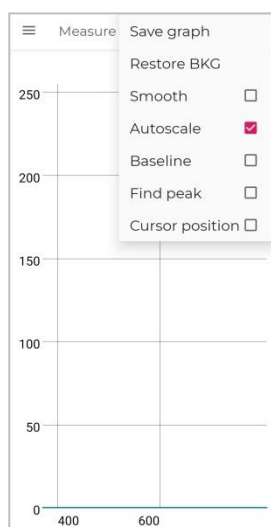 Measure
Save graph
Restore BKG
Smooth
Autoscale
Baseline
Find peak
Cursor position
250
200
150
100
50
0
400 600